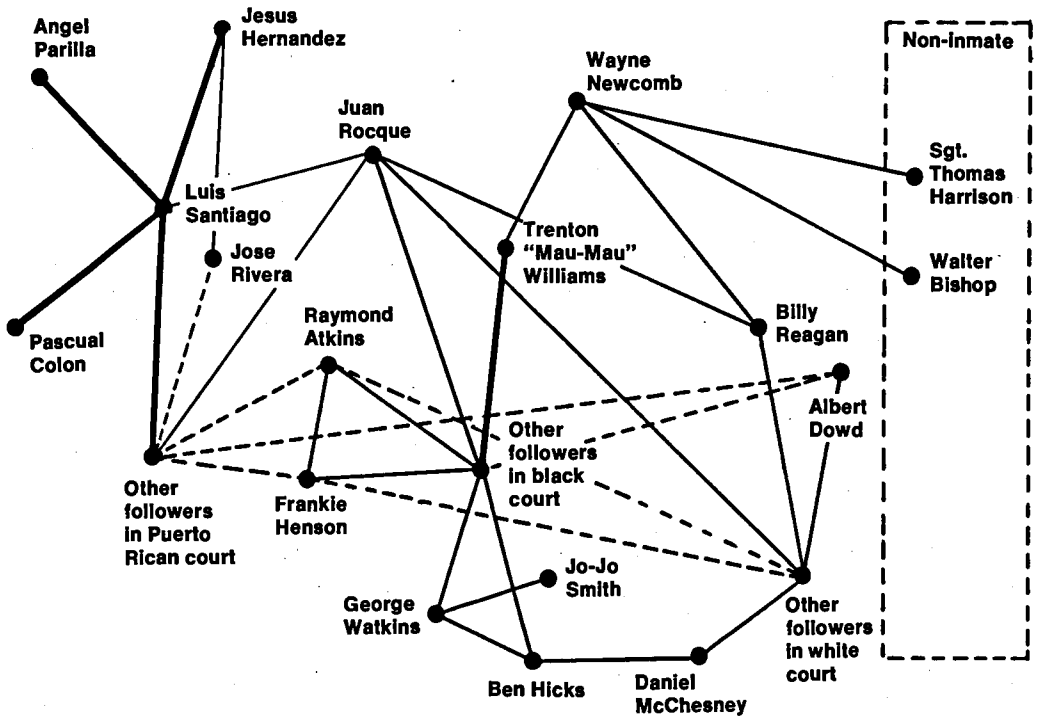 Angel
Parilla
Jesus
Hernandez
Non-inmate
Wayne
Newcomb
Juan
Rocque
Sgt.
Thomas
Harrison
Luis
Santiago
Trenton
“Mau-Mau”
Williams
Jose
Rivera
Walter
Bishop
Raymond
Atkins
Billy
Reagan
Pascual
Colon
Albert
Dowd
Other
followers
in black
court
Other
followers
in Puerto
Rican court
Frankie
Henson
Jo-Jo
Smith
George
Watkins
Other
followers
in white
court
Ben Hicks
Daniel
McChesney